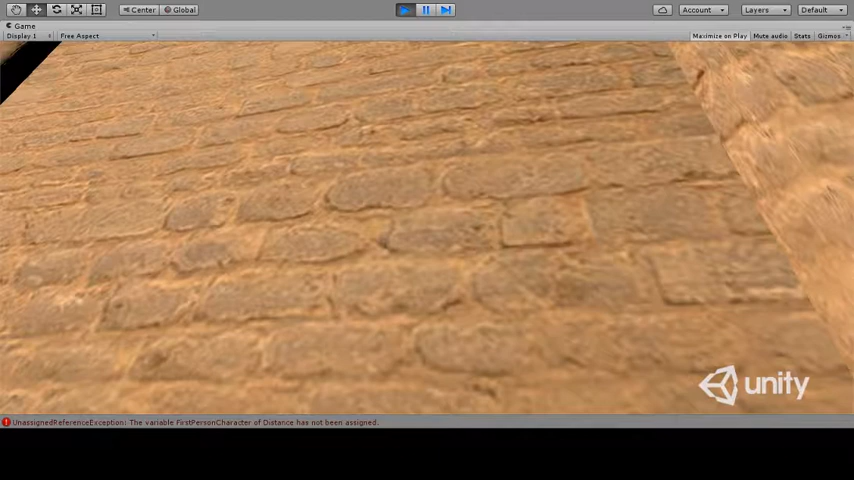 Center Global Account Layers Default
Game
Display 1 Free Aspect Maximize on Play Mute audio Stats Gizmos
unity
UnassignedReferenceException: The variable FirstPersonCharacter of Distance has not been assigned.